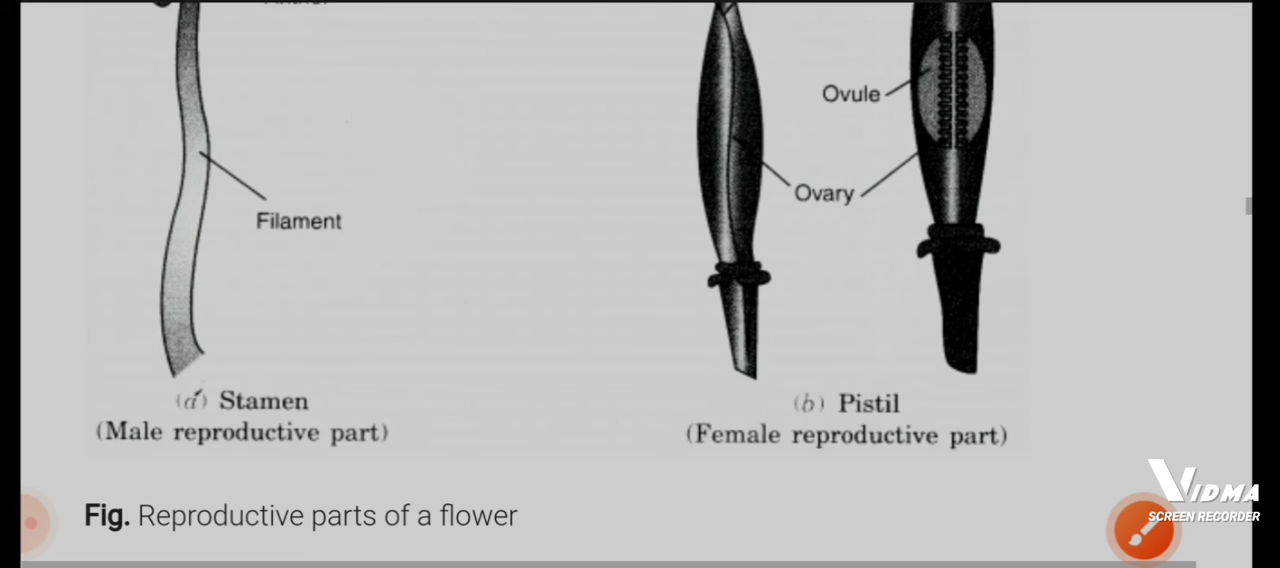 Ovule
Ovary
Filament
(a) Stamen
(Male reproductive part)
(b) Pistil
(Female reproductive part)
Fig. Reproductive parts of a flower
VIDMA
SCREEN RECORDER